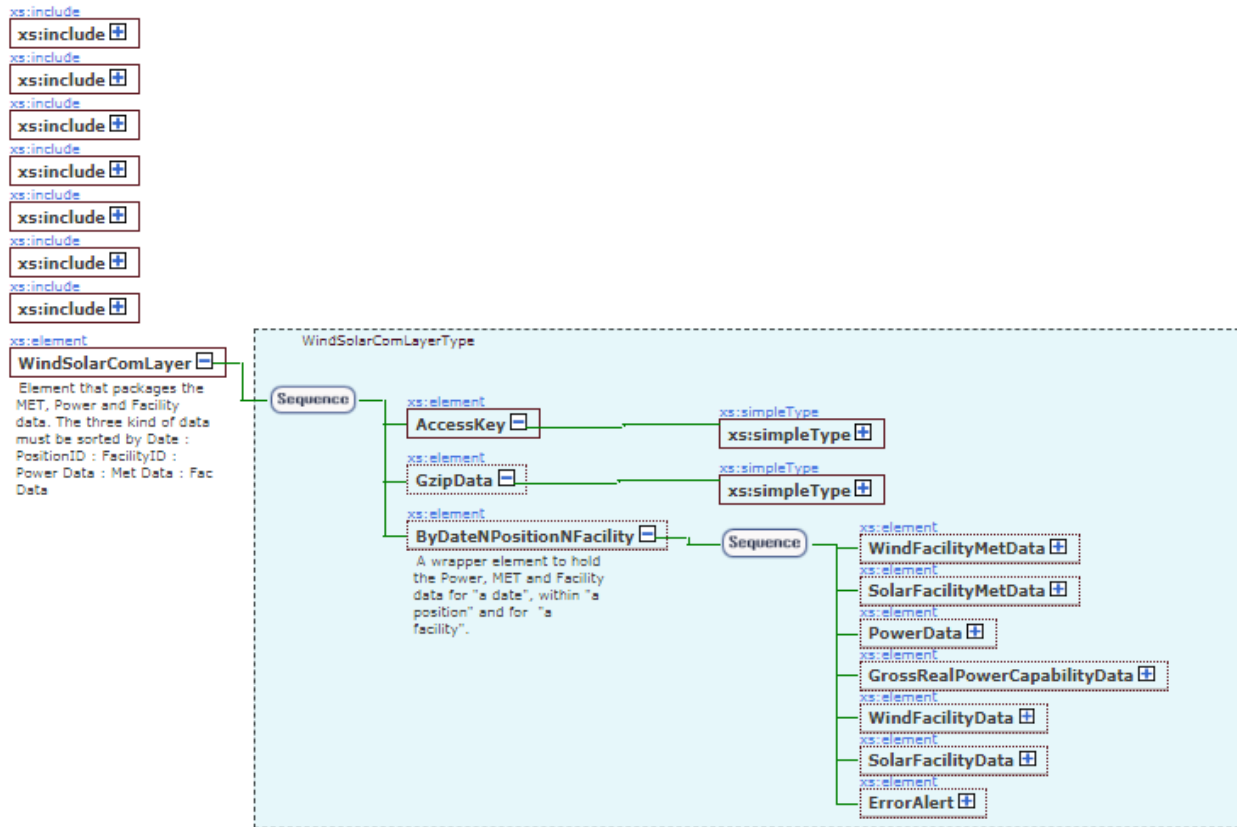 xs:include
xs:include
xs:include
xs:include
xs:include
xs:include
xs:include
xs:include
xs:include
xs:include
xs:include
xs:include
xs:include
xs:include
xs:element
WindSolarComLayer
Element that packages the
MET, Power and Facility
data. The three kind of data
must be sorted by Date :
PositionID : FacilityID :
Power Data : Met Data : Fac
Data
WindSolarComLayerType
Sequence
xs:element
AccessKey
xs:simpleType
xs:simpleType
xs:element
GzipData
xs:simpleType
xs:simpleType
xs:element
ByDateNPositionNFacility
A wrapper element to hold
the Power, MET and Facility
data for "a date", within "a
position" and for "a
facility".
Sequence
xs:element
WindFacilityMetData
xs:element
SolarFacilityMetData
xs:element
PowerData
xs:element
GrossRealPowerCapabilityData
xs:element
WindFacilityData
xs:element
SolarFacilityData
xs:element
ErrorAlert